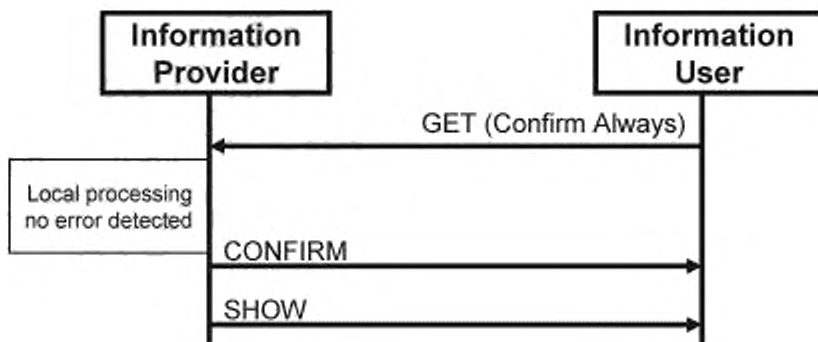 Information
Provider
Information
User
GET (Confirm Always)
Local processing
no error detected
CONFIRM
SHOW